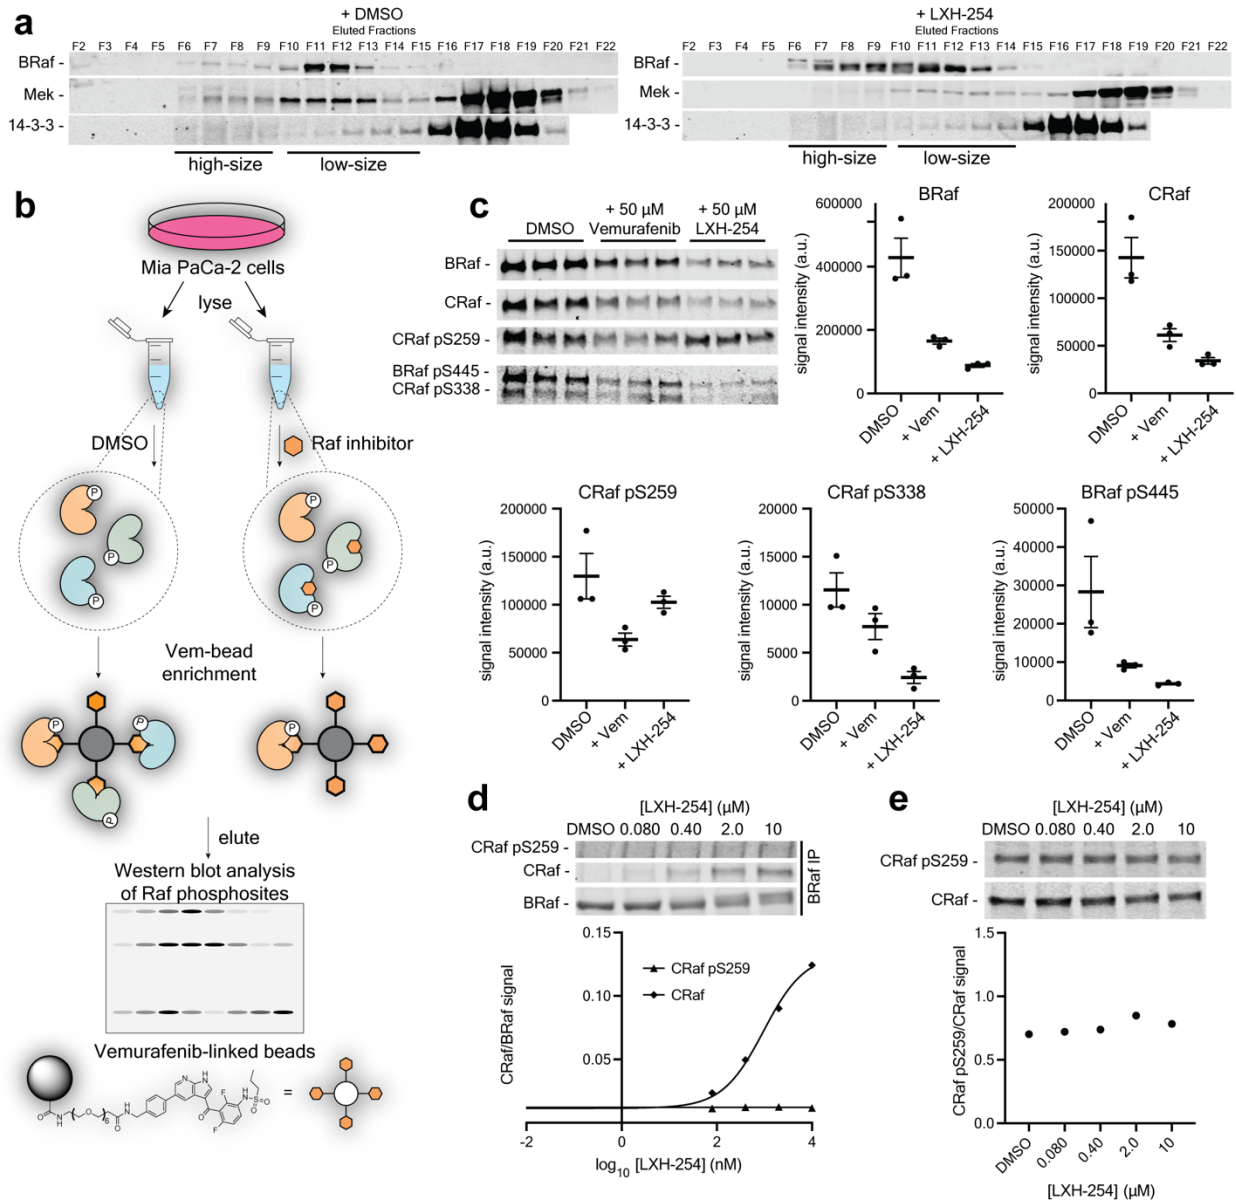 a
+ DMSO
Eluted Fractions
F2 F3 F4 F5 F6 F7 F8 F9 F10 F11 F12 F13 F14 F15 F16 F17 F18 F19 F20 F21 F22
BRaf -
Mek -
14-3-3 -
high-size low-size
+ LXH-254
Eluted Fractions
F2 F3 F4 F5 F6 F7 F8 F9 F10 F11 F12 F13 F14 F15 F16 F17 F18 F19 F20 F21 F22
BRaf -
Mek -
14-3-3 -
high-size low-size
b
Mia PaCa-2 cells
lyse
DMSO
Raf inhibitor
P P
P P
P P
Vem-bead
enrichment
P P P
P
elute
Western blot analysis
of Raf phosphosites
Vemurafenib-linked beads
O N H O 6 O N H N H N O F F H N S O O =
c
DMSO
+ 50 µM
Vemurafenib
+ 50 µM
LXH-254
BRaf -
CRaf -
CRaf pS259 -
BRaf pS445 -
CRaf pS338 -
BRaf
signal intensity (a.u.)
600000
400000
200000
0
DMSO
+ Vem
+ LXH-254
CRaf
signal intensity (a.u.)
200000
150000
100000
50000
0
DMSO
+ Vem
+ LXH-254
CRaf pS259
signal intensity (a.u.)
200000
150000
100000
50000
0
DMSO
+ Vem
+ LXH-254
CRaf pS338
signal intensity (a.u.)
15000
10000
5000
0
DMSO
+ Vem
+ LXH-254
BRaf pS445
signal intensity (a.u.)
50000
40000
30000
20000
10000
0
DMSO
+ Vem
+ LXH-254
d
[LXH-254] (µM)
DMSO 0.080 0.40 2.0 10
CRaf pS259 -
CRaf -
BRaf -
BRaf IP
CRaf/BRaf signal
0.15
0.10
0.05
CRaf pS259
CRaf
-2 0 2 4
log10 [LXH-254] (nM)
e
[LXH-254] (µM)
DMSO 0.080 0.40 2.0 10
CRaf pS259 -
CRaf -
CRaf pS259/CRaf signal
1.5
1.0
0.5
0.0
DMSO
0.080
0.40
2.0
10
[LXH-254] (µM)